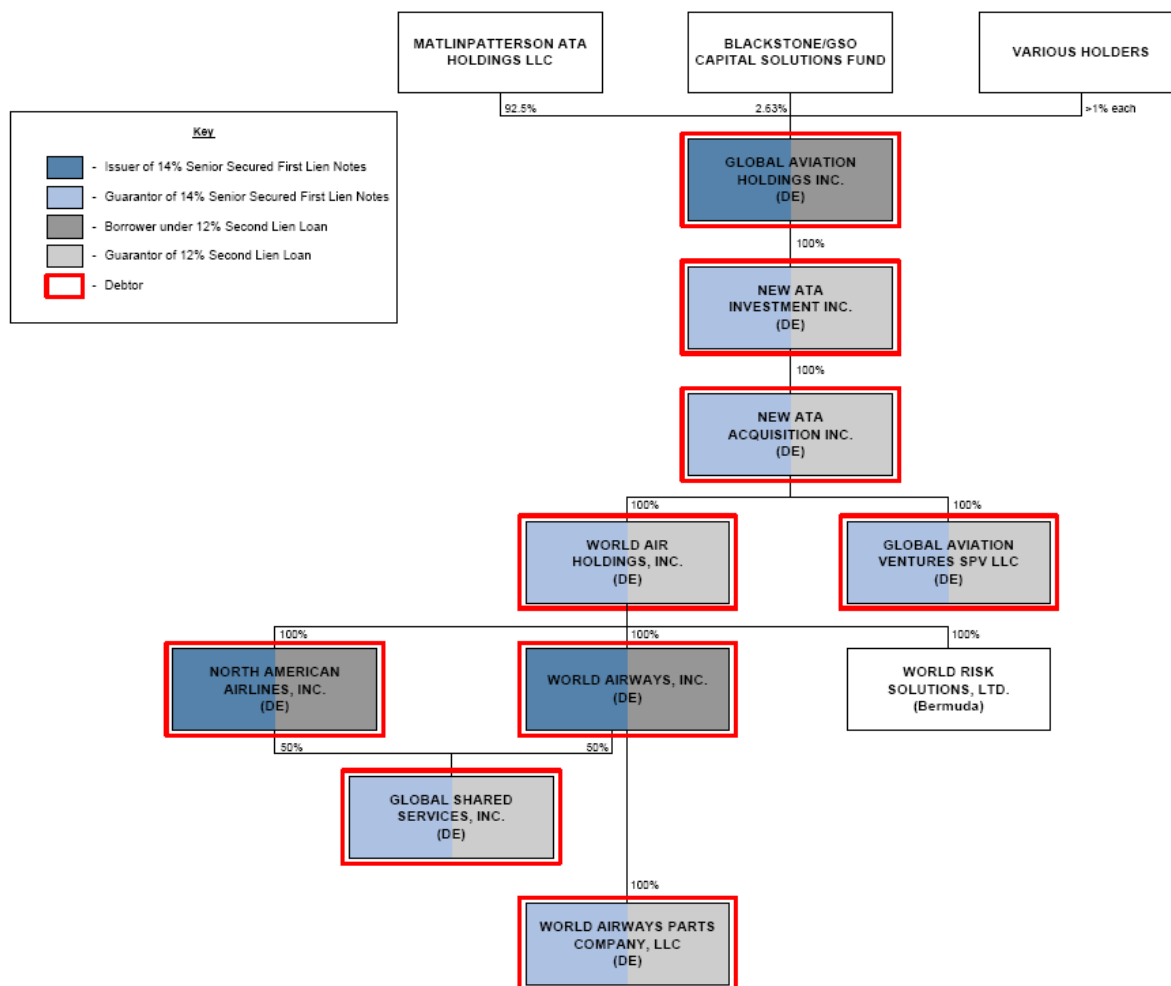 MATLINPATTERSON ATA
HOLDINGS LLC
BLACKSTONE/GSO
CAPITAL SOLUTIONS FUND
VARIOUS HOLDERS
92.5%
2.63%
>1% each
Key
- Issuer of 14% Senior Secured First Lien Notes
- Guarantor of 14% Senior Secured First Lien Notes
- Borrower under 12% Second Lien Loan
- Guarantor of 12% Second Lien Loan
- Debtor
GLOBAL AVIATION
HOLDINGS INC.
(DE)
100%
NEW ATA
INVESTMENT INC.
(DE)
100%
NEW ATA
ACQUISITION INC.
(DE)
100%
100%
WORLD AIR
HOLDINGS, INC.
(DE)
GLOBAL AVIATION
VENTURES SPV LLC
(DE)
100%
100%
100%
NORTH AMERICAN
AIRLINES, INC.
(DE)
WORLD AIRWAYS, INC.
(DE)
WORLD RISK
SOLUTIONS, LTD.
(Bermuda)
50%
50%
GLOBAL SHARED
SERVICES, INC.
(DE)
100%
WORLD AIRWAYS PARTS
COMPANY, LLC
(DE)